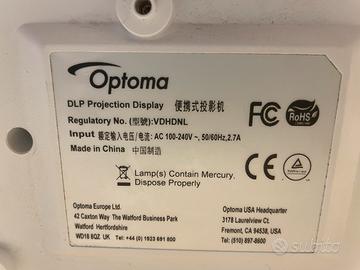 Optoma
DLP Projection Display 便携式投影机
Regulatory No. (型號):VDHDNL
Input 額定輸入电压/电流: AC 100-240V ~, 50/60Hz, 2.7A
Made in China 中国制造
FC
RoHS
Lamp(s) Contain Mercury.
Dispose Properly
CE
Optoma Europe Ltd.
42 Caxton Way The Watford Business Park
Watford Hertfordshire
WD18 8QZ UK Tel: +44 (0) 1923 691 800
Optoma USA Headquarter
3178 Laurelview Ct.
Fremont, CA 94538, USA
Tel: (510) 897-8600
subito